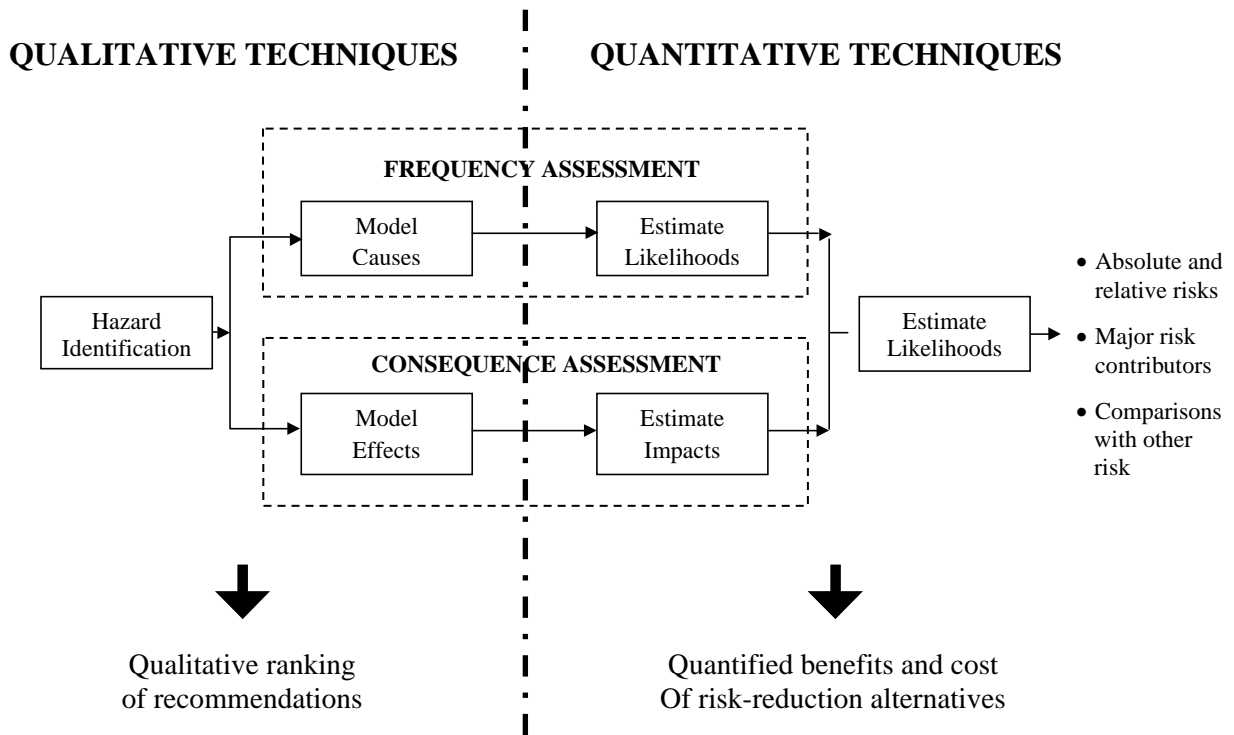 QUALITATIVE TECHNIQUES
QUANTITATIVE TECHNIQUES
FREQUENCY ASSESSMENT
Model
Causes
Estimate
Likelihoods
Hazard
Identification
CONSEQUENCE ASSESSMENT
Model
Effects
Estimate
Impacts
Estimate
Likelihoods
• Absolute and
relative risks
• Major risk
contributors
• Comparisons
with other
risk
Qualitative ranking
of recommendations
Quantified benefits and cost
Of risk-reduction alternatives